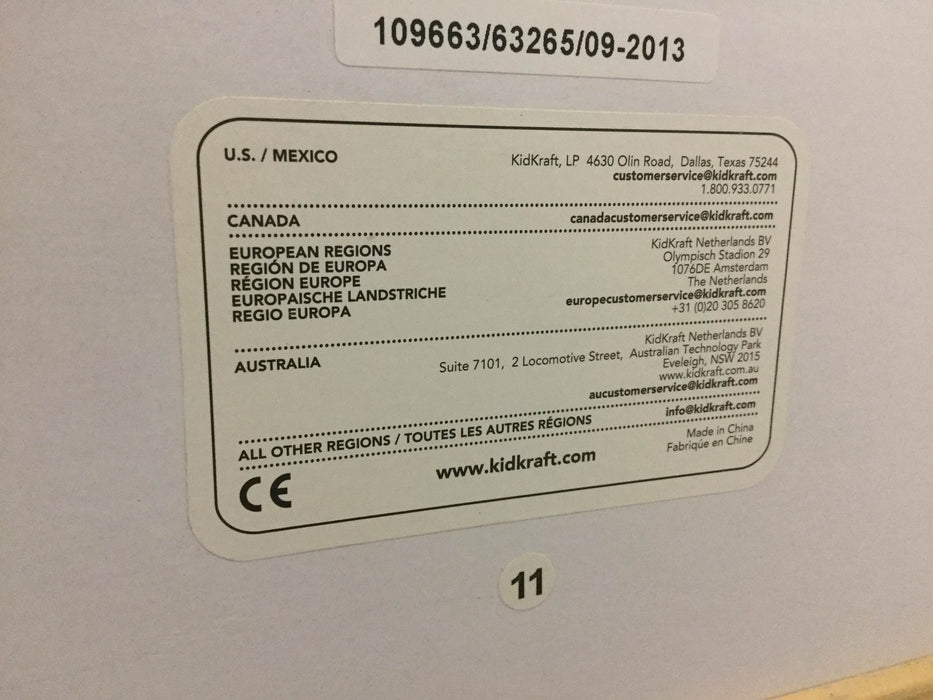 109663/63265/09-2013
U.S. / MEXICO
KidKraft, LP 4630 Olin Road, Dallas, Texas 75244
customerservice@kidkraft.com
1.800.933.0771
CANADA
canadacustomerservice@kidkraft.com
EUROPEAN REGIONS
REGIÓN DE EUROPA
RÉGION EUROPE
EUROPAISCHE LANDSTRICHE
REGIO EUROPA
KidKraft Netherlands BV
Olympisch Stadion 29
1076DE Amsterdam
The Netherlands
europecustomerservice@kidkraft.com
+31 (0)20 305 8620
AUSTRALIA
KidKraft Netherlands BV
Suite 7101, 2 Locomotive Street, Australian Technology Park
Eveleigh, NSW 2015
www.kidkraft.com.au
aucustomerservice@kidkraft.com
ALL OTHER REGIONS / TOUTES LES AUTRES RÉGIONS
info@kidkraft.com
CE
www.kidkraft.com
Made in China
Fabriqúe en Chine
11